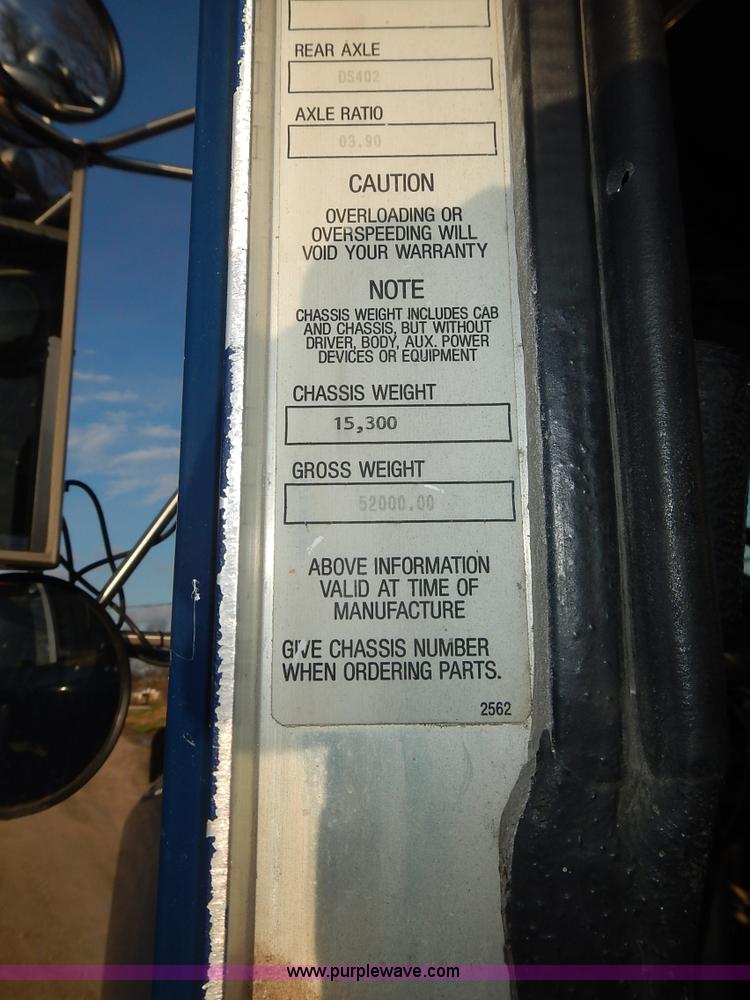 REAR AXLE
DS402
AXLE RATIO
03.90
CAUTION
OVERLOADING OR
OVERSPEEDING WILL
VOID YOUR WARRANTY
NOTE
CHASSIS WEIGHT INCLUDES CAB
AND CHASSIS, BUT WITHOUT
DRIVER, BODY, AUX. POWER
DEVICES OR EQUIPMENT
CHASSIS WEIGHT
15,300
GROSS WEIGHT
52000.00
ABOVE INFORMATION
VALID AT TIME OF
MANUFACTURE
GIVE CHASSIS NUMBER
WHEN ORDERING PARTS.
2562
www.purplewave.com